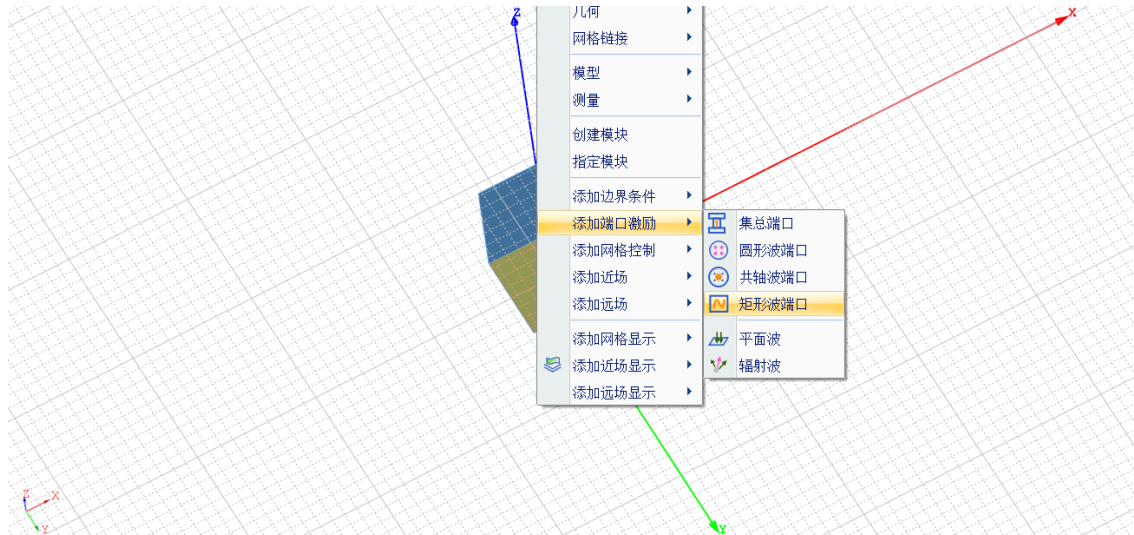 Z
X
几何
网格链接
模型
测量
创建模块
指定模块
添加边界条件
添加端口激励
集总端口
添加网格控制
圆形波端口
添加近场
共轴波端口
添加远场
矩形波端口
添加网格显示
平面波
添加近场显示
辐射波
添加远场显示
Z
X
Y
Y